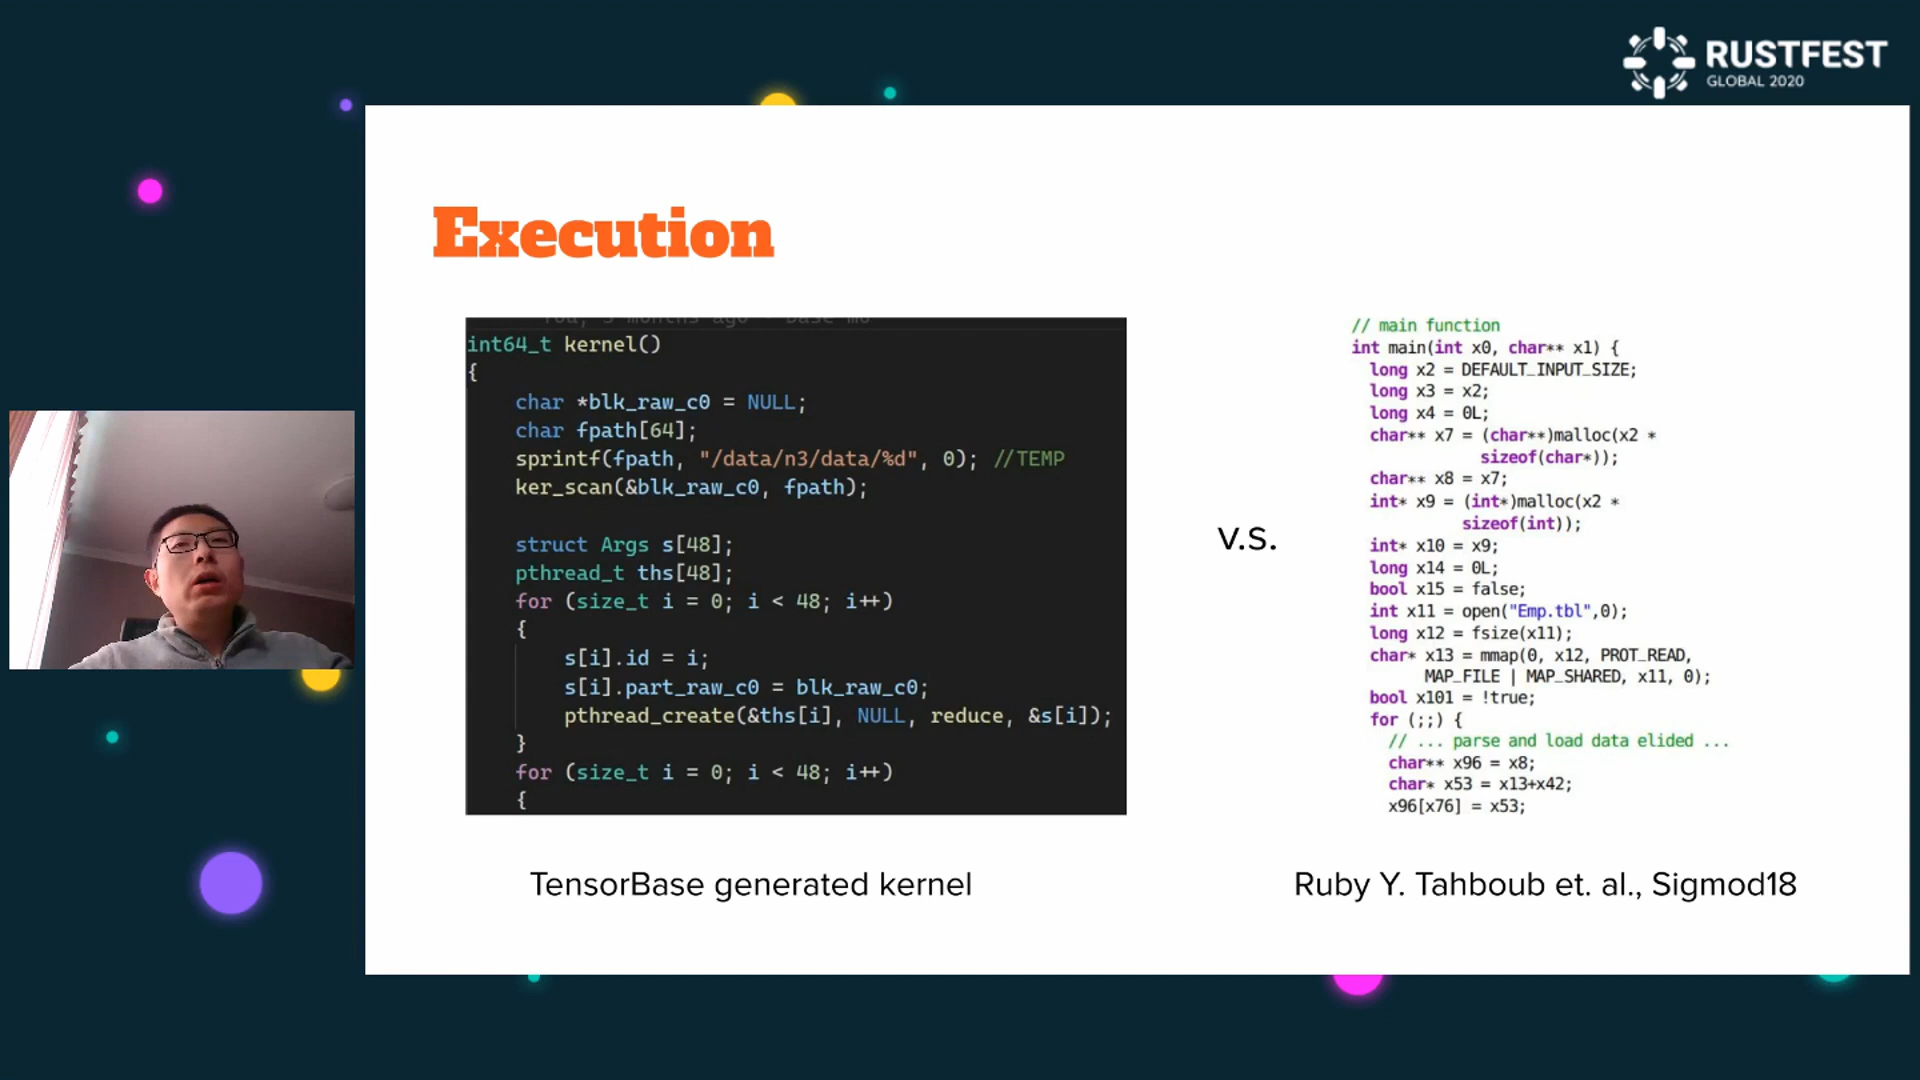 RUSTFEST
GLOBAL 2020
Execution
int64_t kernel()
{
char *blk_raw_c0 = NULL;
char fpath[64];
sprintf(fpath, "/data/n3/data/%d", 0); //TEMP
ker_scan(&blk_raw_c0, fpath);
struct Args s[48];
pthread_t ths[48];
for (size_t i = 0; i < 48; i++)
{
s[i].id = i;
s[i].part_raw_c0 = blk_raw_c0;
pthread_create(&ths[i], NULL, reduce, &s[i]);
}
for (size_t i = 0; i < 48; i++)
{
TensorBase generated kernel
v.s.
// main function
int main(int x0, char** x1) {
long x2 = DEFAULT_INPUT_SIZE;
long x3 = x2;
long x4 = 0L;
char** x7 = (char**)malloc(x2 *
sizeof(char*));
char** x8 = x7;
int* x9 = (int*)malloc(x2 *
sizeof(int));
int* x10 = x9;
long x14 = 0L;
bool x15 = false;
int x11 = open("Emp.tbl",0);
long x12 = fsize(x11);
char* x13 = mmap(0, x12, PROT_READ,
MAP_FILE | MAP_SHARED, x11, 0);
bool x101 = !true;
for (;;) {
// ... parse and load data elided ...
char** x96 = x8;
char* x53 = x13+x42;
x96[x76] = x53;
Ruby Y. Tahboub et. al., Sigmod18